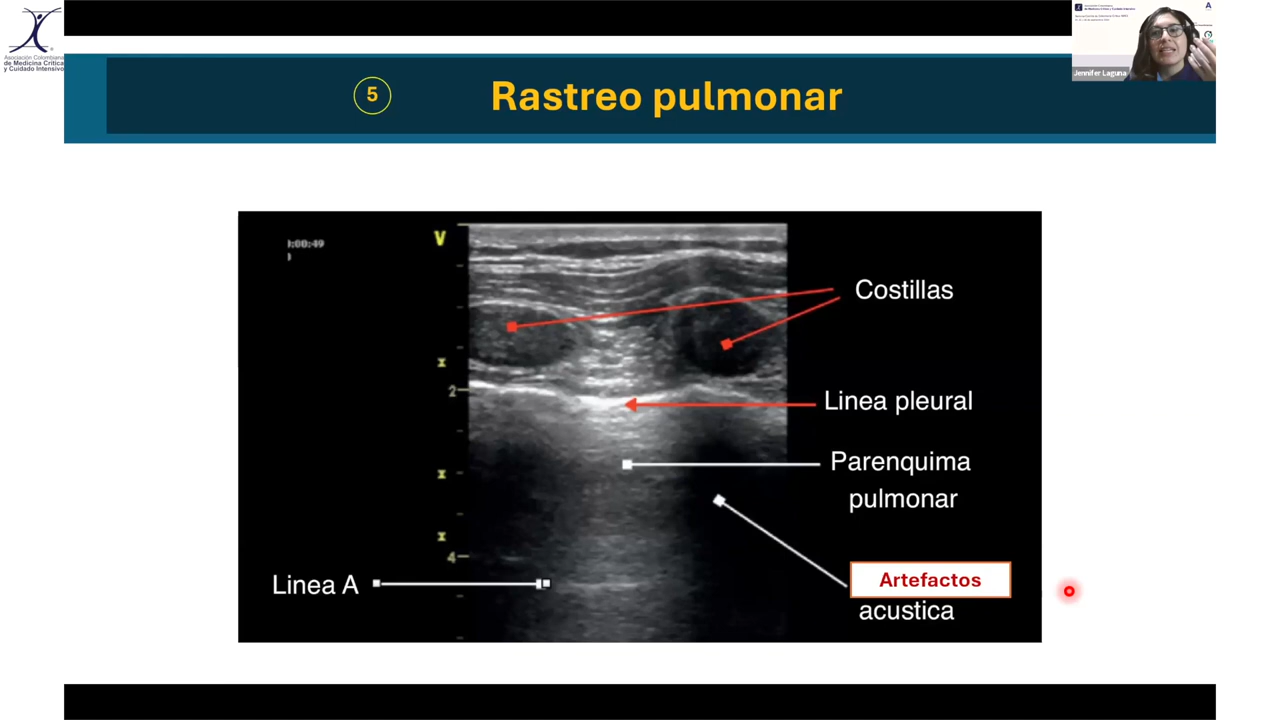 Asociación Colombiana
de Medicina Crítica
y Cuidado Intensivo
5
Rastreo pulmonar
Jennifer Laguna
V
Costillas
2
Linea pleural
Parenquima
pulmonar
4
Linea A
Artefactos
acustica